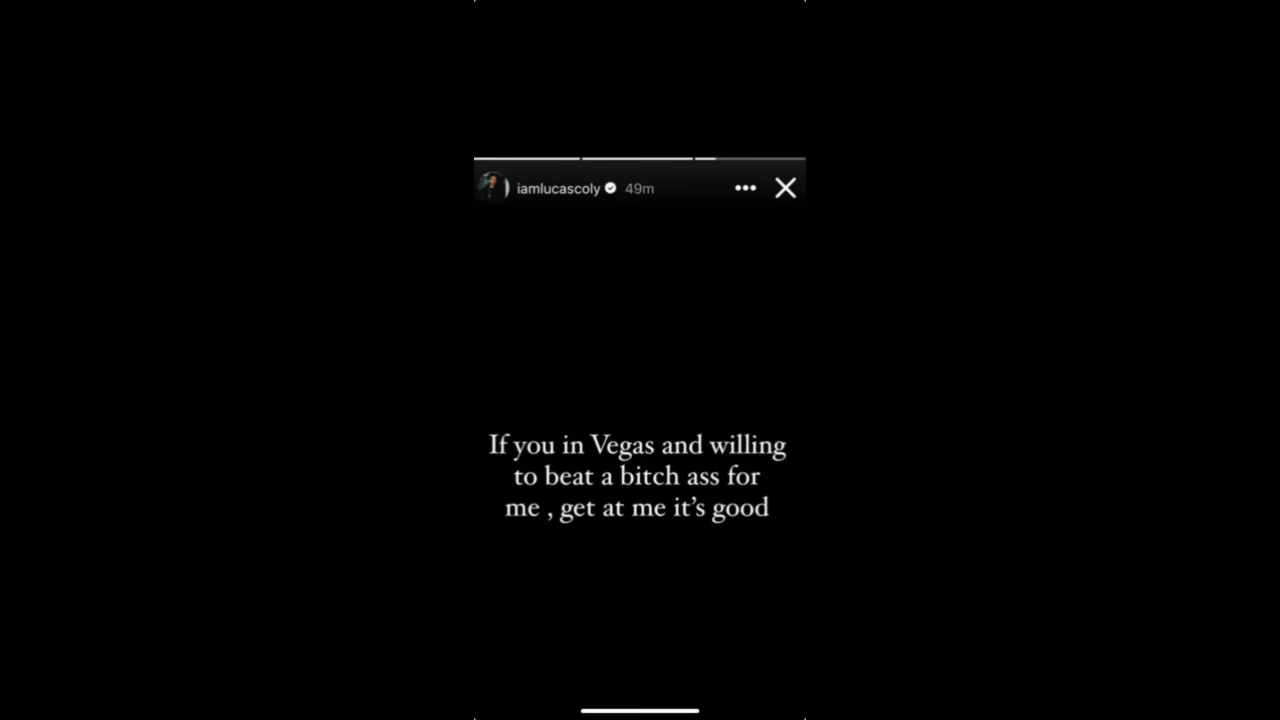 iamlucascoly 49m
If you in Vegas and willing
to beat a bitch ass for
me , get at me it’s good